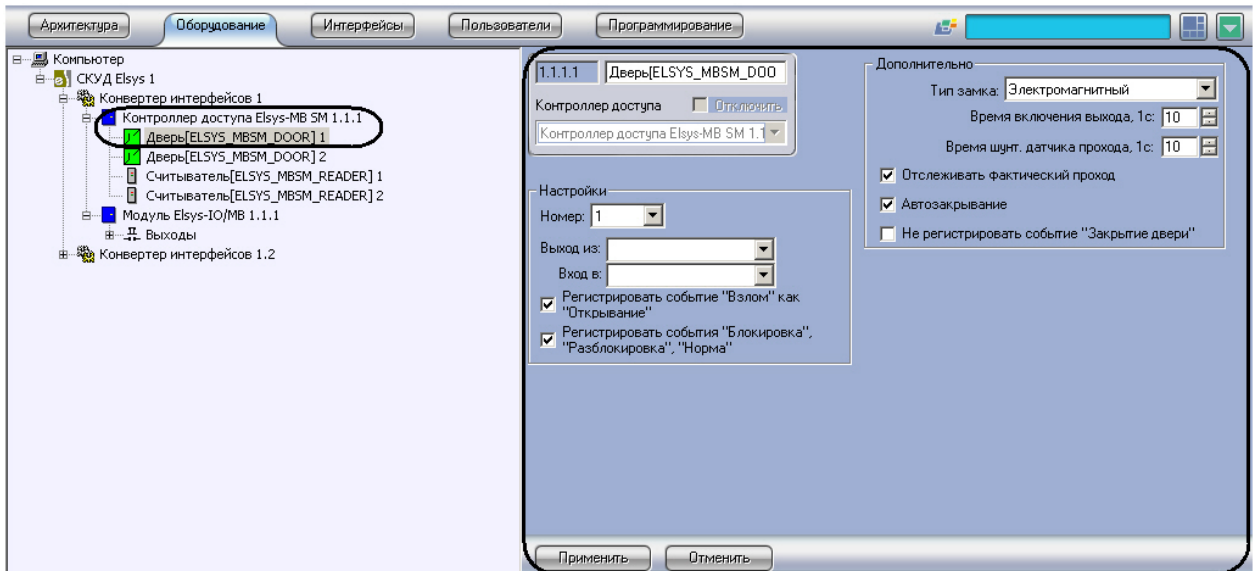 Архитектура Оборудование Интерфейсы Пользователи Программирование
Компьютер
СКУД Elsys 1
Конвертер интерфейсов 1
Контроллер доступа Elsys-MB SM 1.1.1
Дверь[ELSYS_MBSM_DOOR] 1
Дверь[ELSYS_MBSM_DOOR] 2
Считыватель[ELSYS_MBSM_READER] 1
Считыватель[ELSYS_MBSM_READER] 2
Модуль Elsys-IO/MB 1.1.1
Выходы
Конвертер интерфейсов 1.2
1.1.1.1 Дверь[ELSYS_MBSM_DOO
Контроллер доступа Отключить
Контроллер доступа Elsys-MB SM 1.1
Настройки
Номер: 1
Выход из:
Вход в:
Регистрировать событие "Взлом" как
"Открывание"
Регистрировать события "Блокировка",
"Разблокировка", "Норма"
Дополнительно
Тип замка: Электромагнитный
Время включения выхода, 1с: 10
Время шунт. датчика прохода, 1с: 10
Отслеживать фактический проход
Автозакрывание
Не регистрировать событие "Закрытие двери"
Применить Отменить